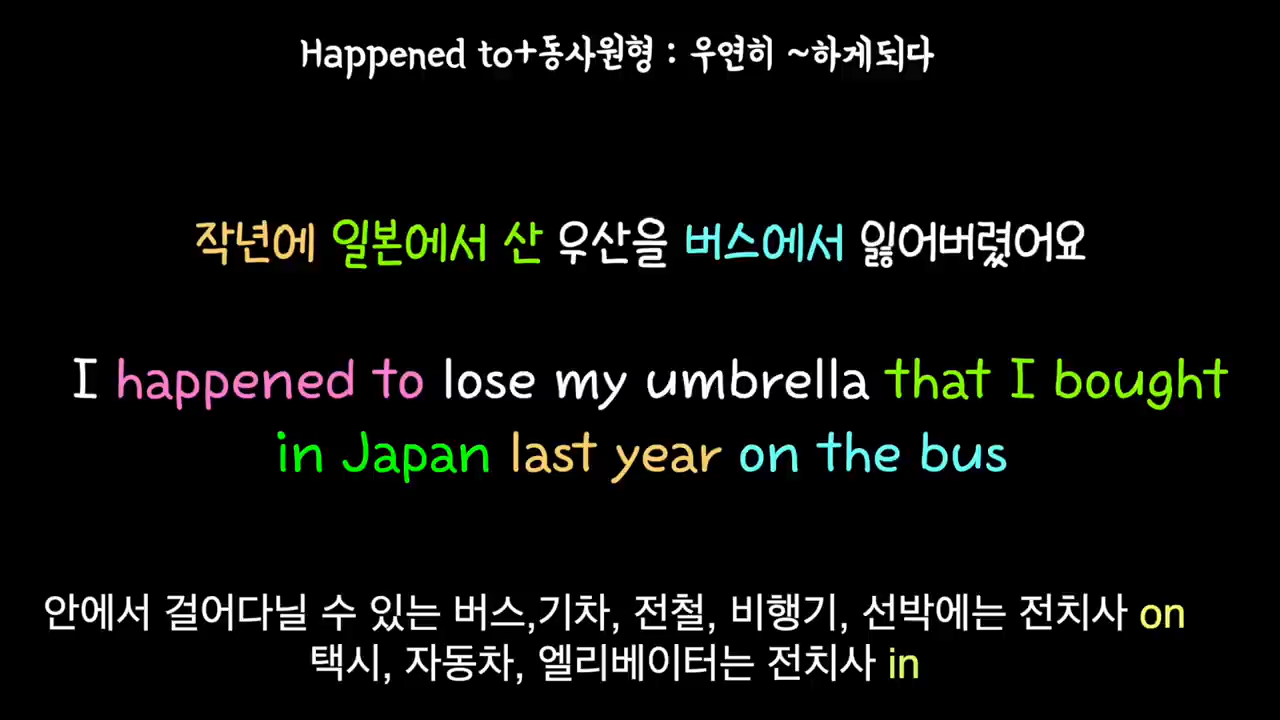 Happened to+동사원형 : 우연히 ~하게되다
작년에 일본에서 산 우산을 버스에서 잃어버렸어요
I happened to lose my umbrella that I bought
in Japan last year on the bus
안에서 걸어다닐 수 있는 버스,기차, 전철, 비행기, 선박에는 전치사 on
택시, 자동차, 엘리베이터는 전치사 in